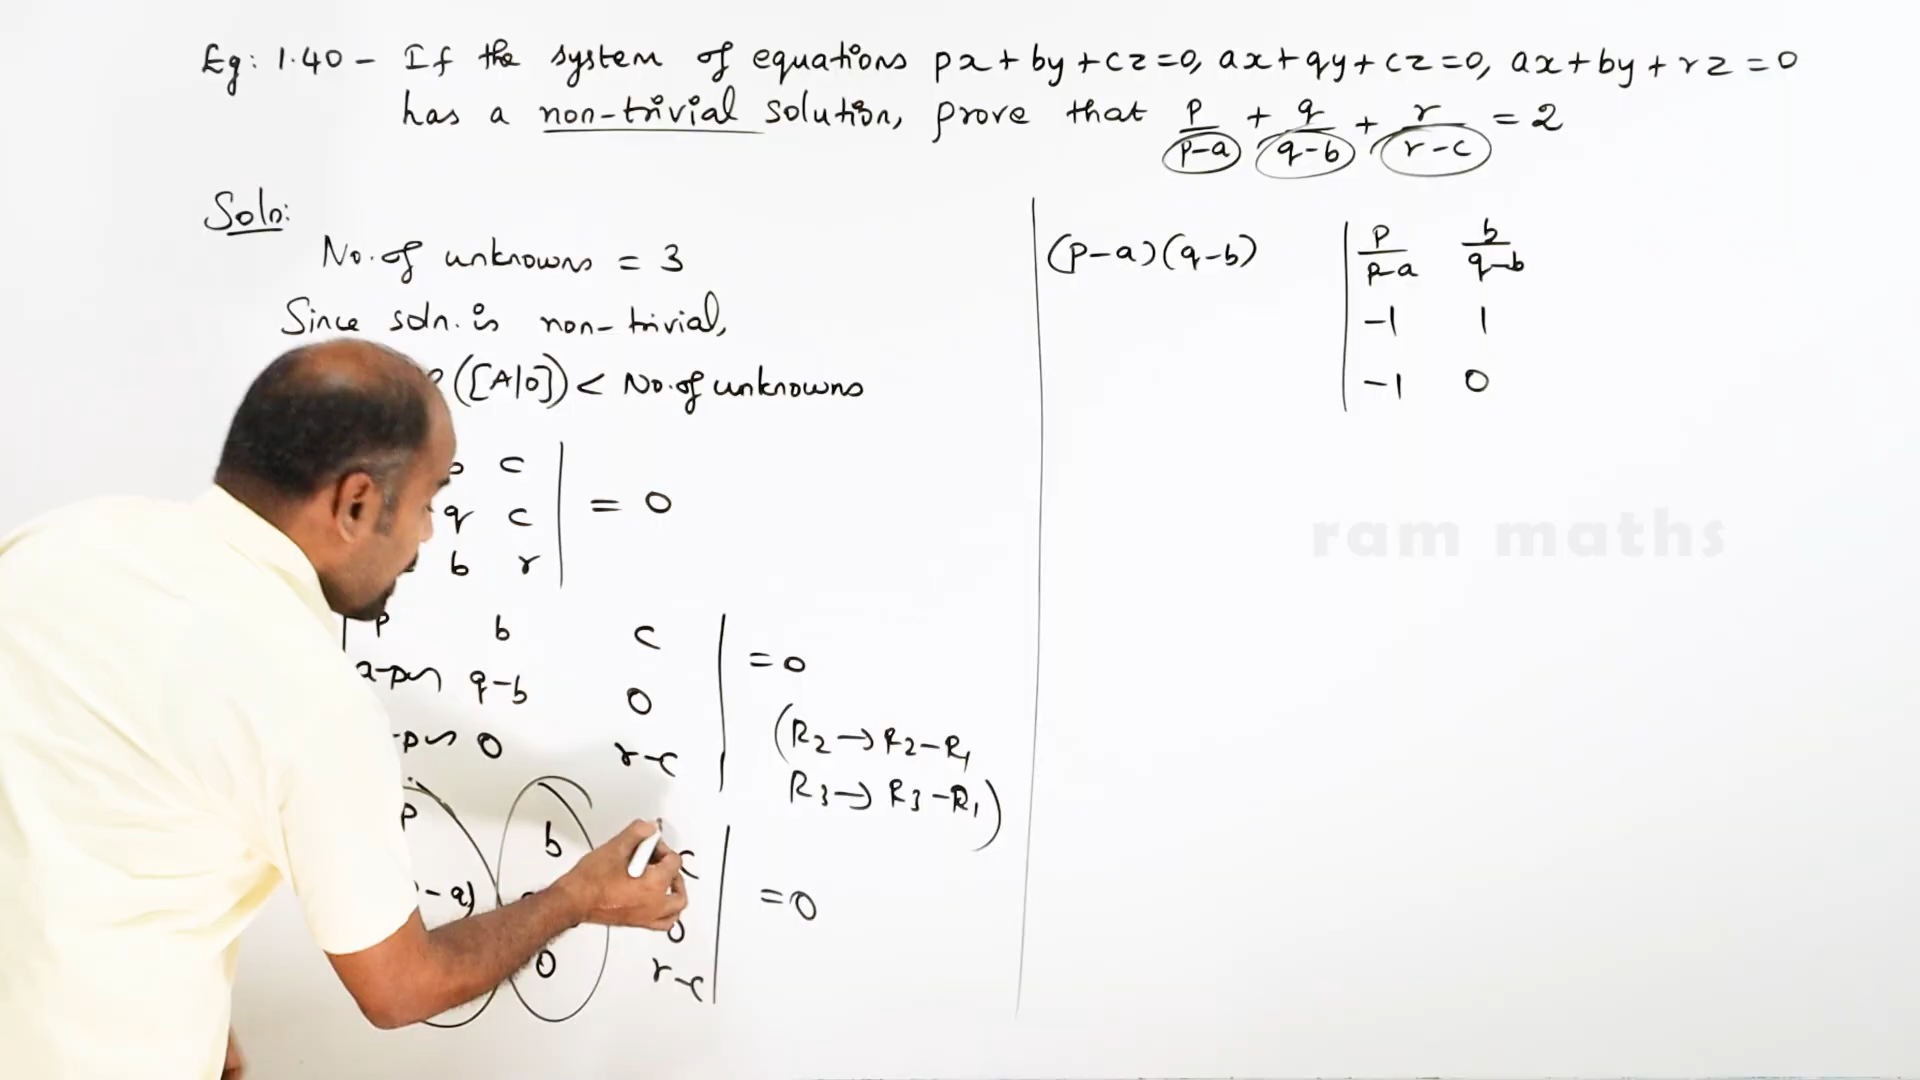 Eg: 1.40 - If the system of equations px + by + cz = 0, ax + qy + cz = 0, ax + by + rz = 0
has a non-trivial solution, prove that p/(p-a) + q/(q-b) + r/(r-c) = 2
Soln:
No. of unknowns = 3
Since soln. is non-trivial,
([A|0]) < No. of unknowns
c
q c = 0
b r
p b c
q-b 0 = 0
0 r-c
(R2 → R2 - R1
R3 → R3 - R1)
p b c
0 = 0
0 r-c
(p-a)(q-b) | p/(p-a) b/(q-b)
-1 1
-1 0
ram maths